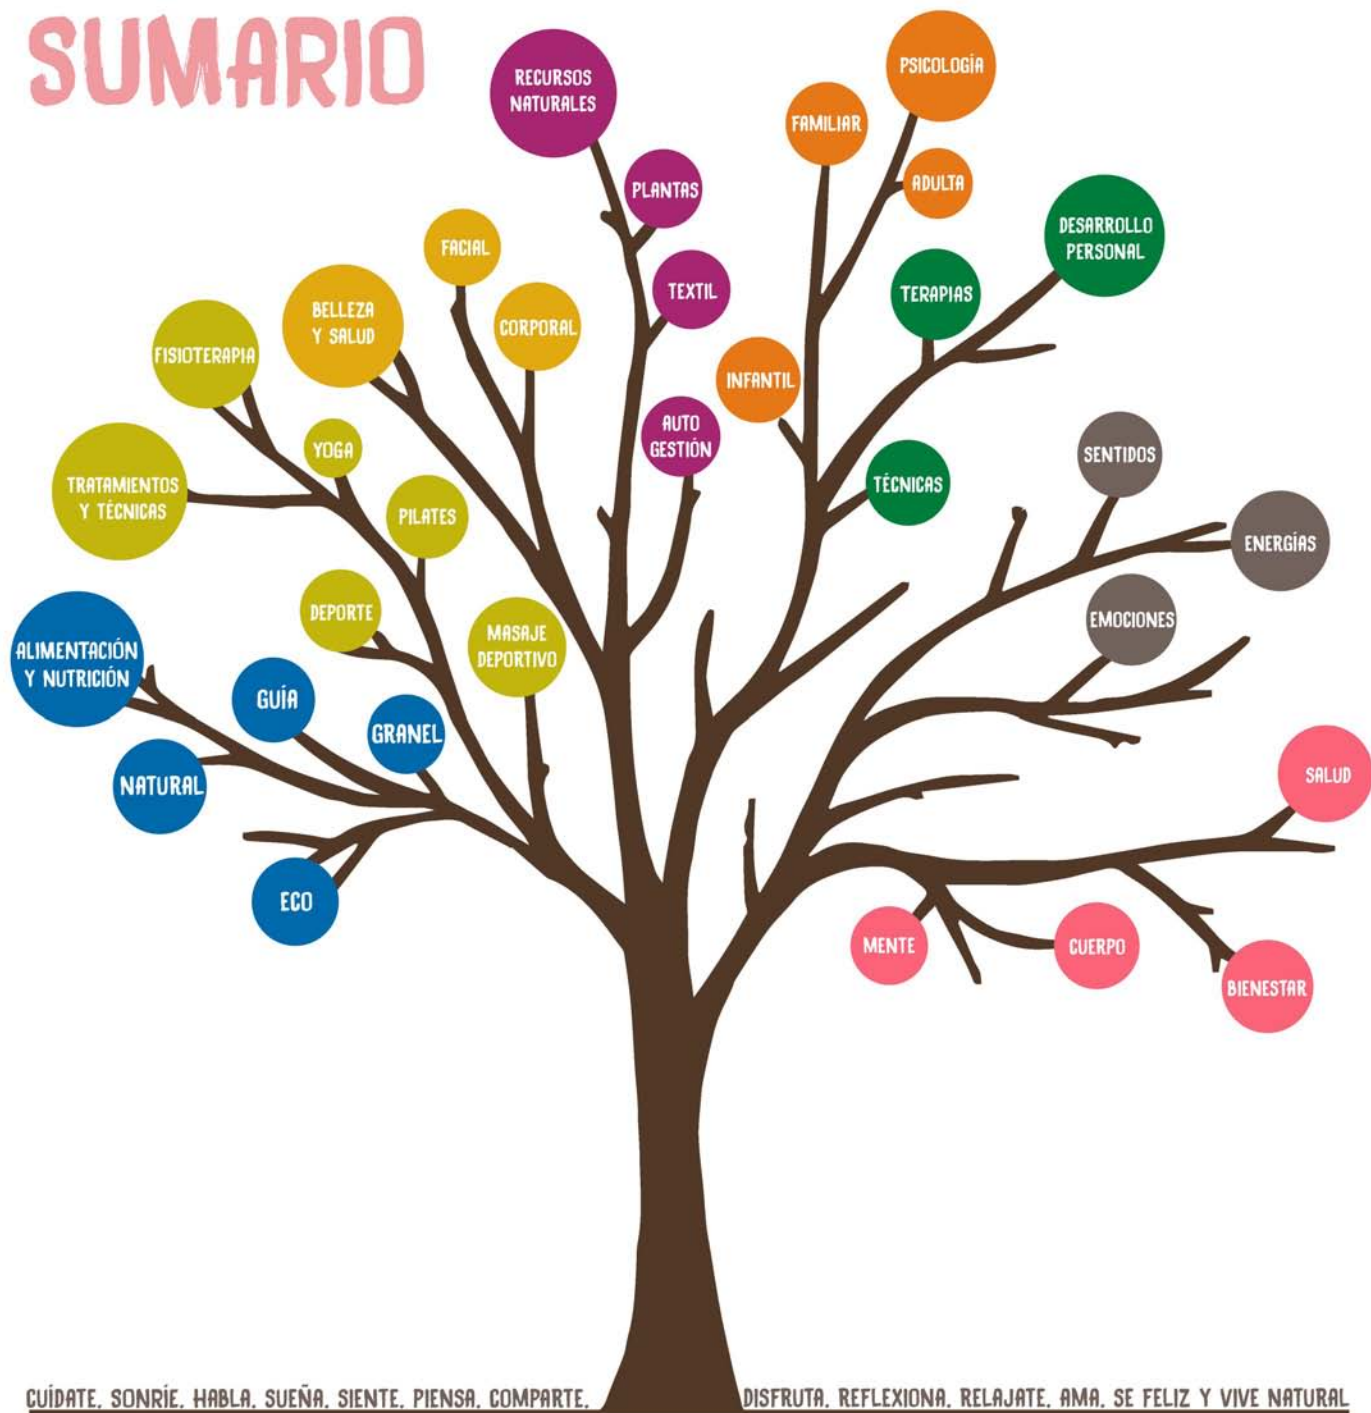 SUMARIO
RECURSOS
NATURALES
PSICOLOGÍA
FAMILIAR
PLANTAS
ADULTA
FACIAL
DESARROLLO
PERSONAL
TEXTIL
TERAPIAS
BELLEZA
Y SALUD
CORPORAL
FISIOTERAPIA
INFANTIL
AUTO
GESTIÓN
YOGA
SENTIDOS
TRATAMIENTOS
Y TÉCNICAS
TÉCNICAS
PILATES
ENERGÍAS
DEPORTE
MASAJE
DEPORTIVO
EMOCIONES
ALIMENTACIÓN
Y NUTRICIÓN
GUÍA
GRANEL
NATURAL
SALUD
ECO
MENTE
CUERPO
BIENESTAR
CUÍDATE. SONRÍE. HABLA. SUEÑA. SIENTE. PIENSA. COMPARTE. DISFRUTA. REFLEXIONA. RELAJATE. AMA. SE FELIZ Y VIVE NATURAL